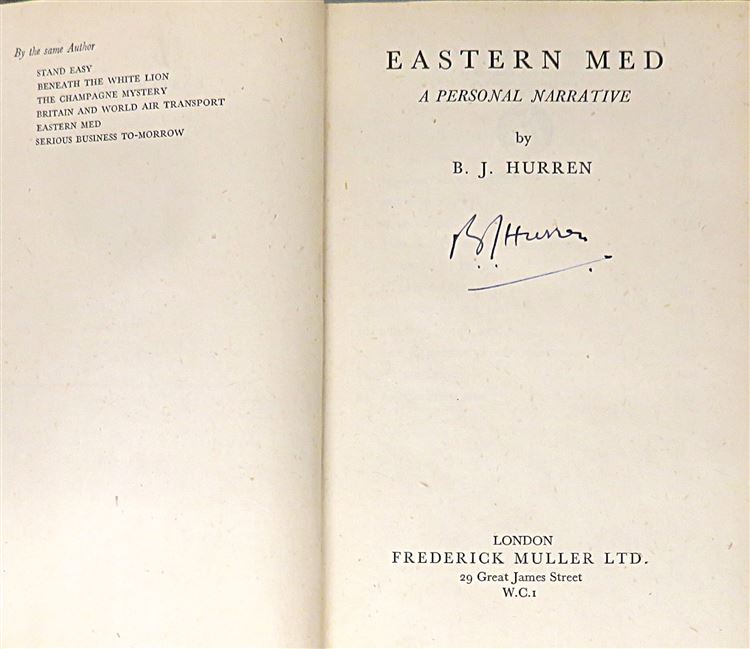 By the same Author
STAND EASY
BENEATH THE WHITE LION
THE CHAMPAGNE MYSTERY
BRITAIN AND WORLD AIR TRANSPORT
EASTERN MED
SERIOUS BUSINESS TO-MORROW
EASTERN MED
A PERSONAL NARRATIVE
by
B. J. HURREN
B J Hurren
LONDON
FREDERICK MULLER LTD.
29 Great James Street
W.C.1